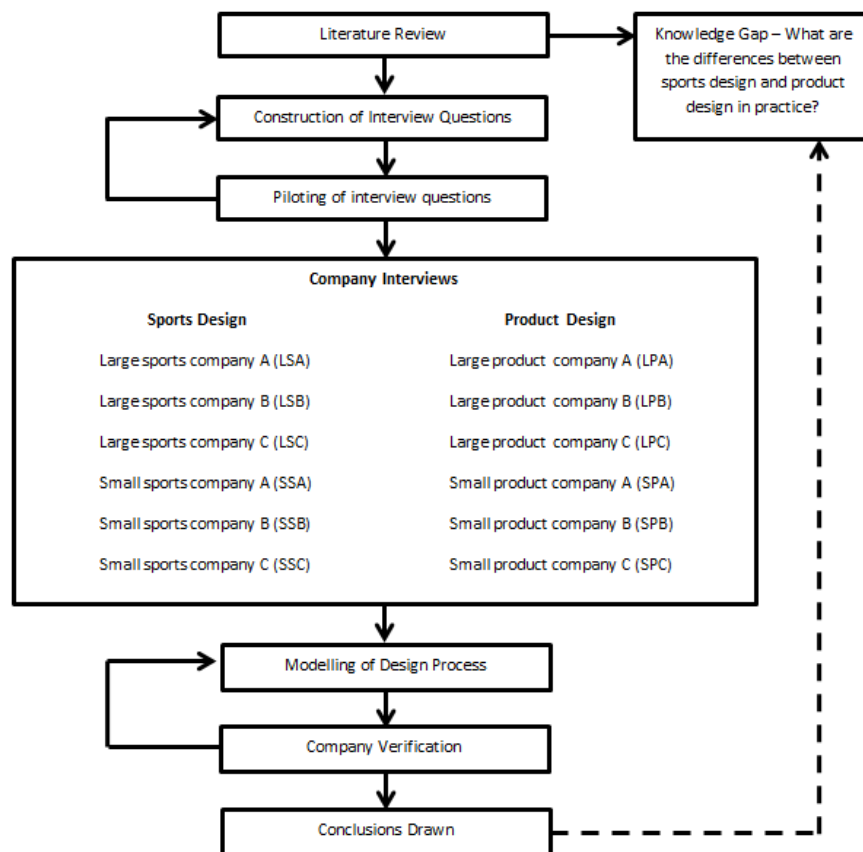 Literature Review
Knowledge Gap – What are
the differences between
sports design and product
design in practice?
Construction of Interview Questions
Piloting of interview questions
Company Interviews
Sports Design
Large sports company A (LSA)
Large sports company B (LSB)
Large sports company C (LSC)
Small sports company A (SSA)
Small sports company B (SSB)
Small sports company C (SSC)
Product Design
Large product company A (LPA)
Large product company B (LPB)
Large product company C (LPC)
Small product company A (SPA)
Small product company B (SPB)
Small product company C (SPC)
Modelling of Design Process
Company Verification
Conclusions Drawn